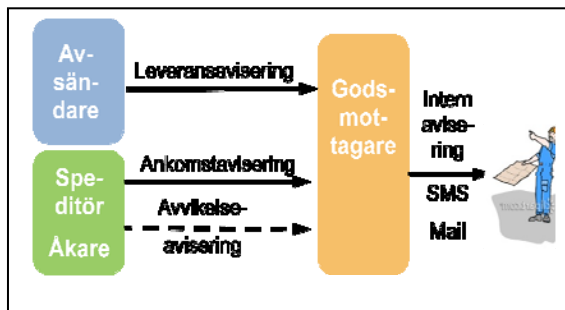 Av-
sän-
dare
Leveransavisering
Spe-
ditör
Åkare
Ankomstavisering
Avvikelse-
avisering
Gods-
mot-
tagare
Intern
avise-
ring
SMS
Mail